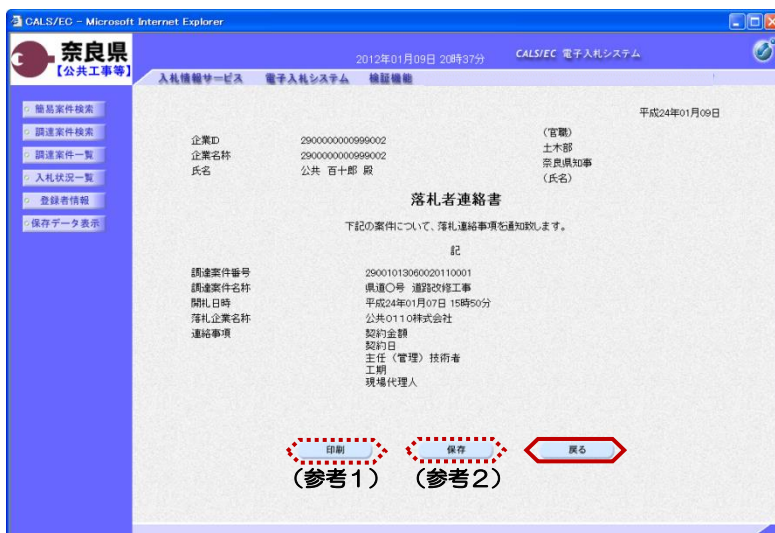 CALS/EC - Microsoft Internet Explorer
奈良県
【公共工事等】
2012年01月09日 20時37分
CALS/EC 電子入札システム
入札情報サービス 電子入札システム 検証機能
簡易案件検索
調達案件検索
調達案件一覧
入札状況一覧
登録者情報
保存データ表示
平成24年01月09日
企業ID 2900000000999002
企業名称 2900000000999002
氏名 公共 百十郎 殿
(官職)
土木部
奈良県知事
(氏名)
落札者連絡書
下記の案件について、落札連絡事項を通知致します。
記
調達案件番号 29001013060020110001
調達案件名称 県道〇号 道路改修工事
開札日時 平成24年01月07日 15時50分
落札企業名称 公共0110株式会社
連絡事項 契約金額
契約日
主任(管理)技術者
工期
現場代理人
印刷 保存 戻る
(参考1) (参考2)